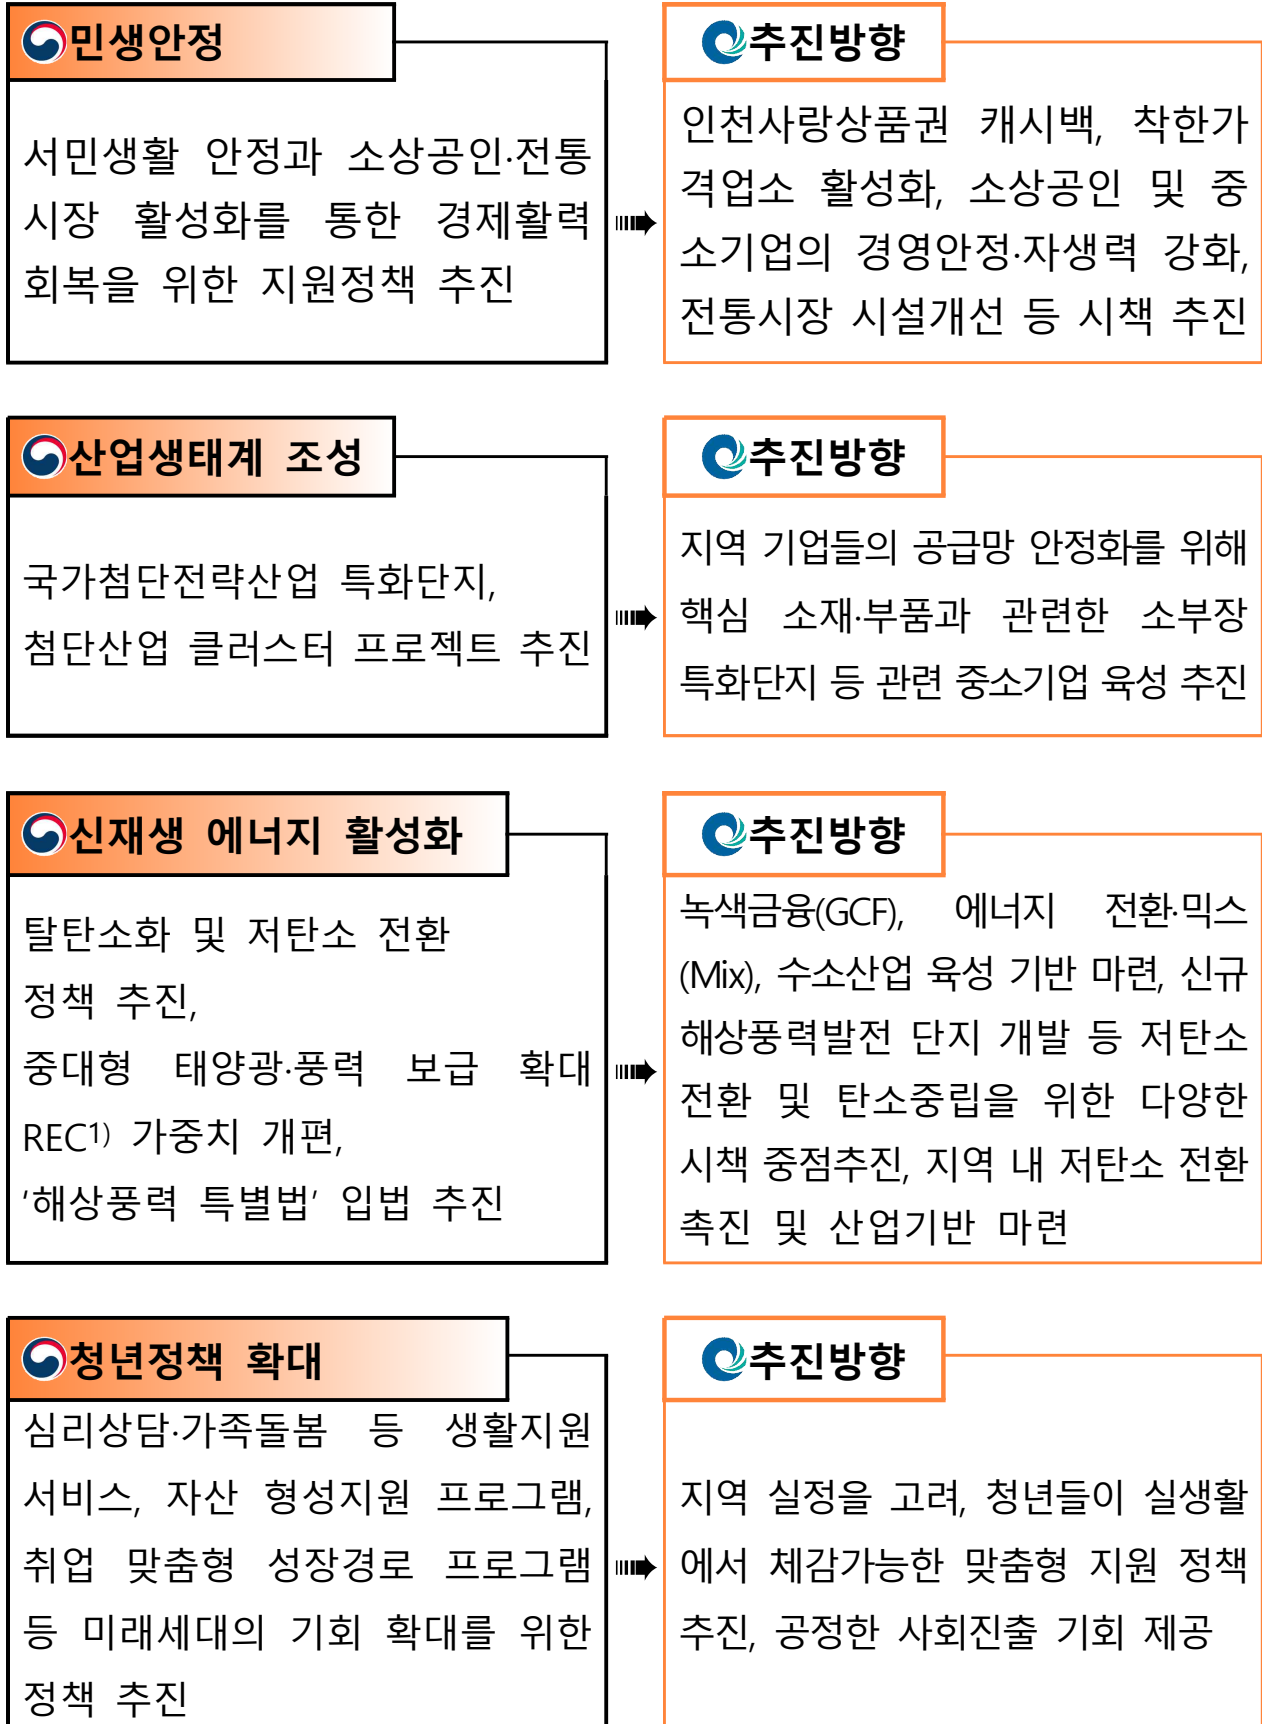 민생안정
서민생활 안정과 소상공인·전통
시장 활성화를 통한 경제활력
회복을 위한 지원정책 추진
추진방향
인천사랑상품권 캐시백, 착한가
격업소 활성화, 소상공인 및 중
소기업의 경영안정·자생력 강화,
전통시장 시설개선 등 시책 추진
산업생태계 조성
국가첨단전략산업 특화단지,
첨단산업 클러스터 프로젝트 추진
추진방향
지역 기업들의 공급망 안정화를 위해
핵심 소재·부품과 관련한 소부장
특화단지 등 관련 중소기업 육성 추진
신재생 에너지 활성화
탈탄소화 및 저탄소 전환
정책 추진,
중대형 태양광·풍력 보급 확대
REC1) 가중치 개편,
'해상풍력 특별법' 입법 추진
추진방향
녹색금융(GCF), 에너지 전환·믹스
(Mix), 수소산업 육성 기반 마련, 신규
해상풍력발전 단지 개발 등 저탄소
전환 및 탄소중립을 위한 다양한
시책 중점추진, 지역 내 저탄소 전환
촉진 및 산업기반 마련
청년정책 확대
심리상담·가족돌봄 등 생활지원
서비스, 자산 형성지원 프로그램,
취업 맞춤형 성장경로 프로그램
등 미래세대의 기회 확대를 위한
정책 추진
추진방향
지역 실정을 고려, 청년들이 실생활
에서 체감가능한 맞춤형 지원 정책
추진, 공정한 사회진출 기회 제공